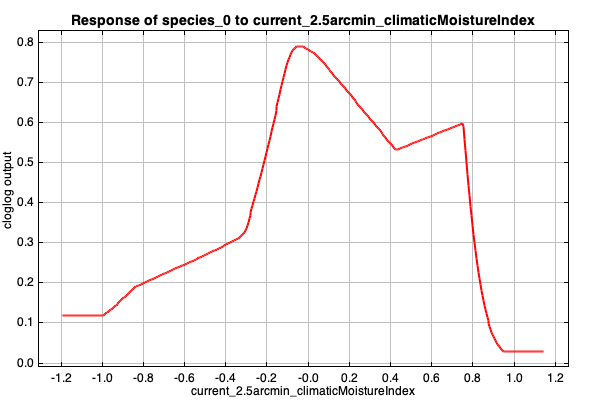 Response of species_0 to current_2.5arcmin_climaticMoistureIndex
0.8
0.7
0.6
0.5
0.4
0.3
0.2
0.1
0.0
cloglog output
-1.2 -1.0 -0.8 -0.6 -0.4 -0.2 -0.0 0.2 0.4 0.6 0.8 1.0 1.2
current_2.5arcmin_climaticMoistureIndex